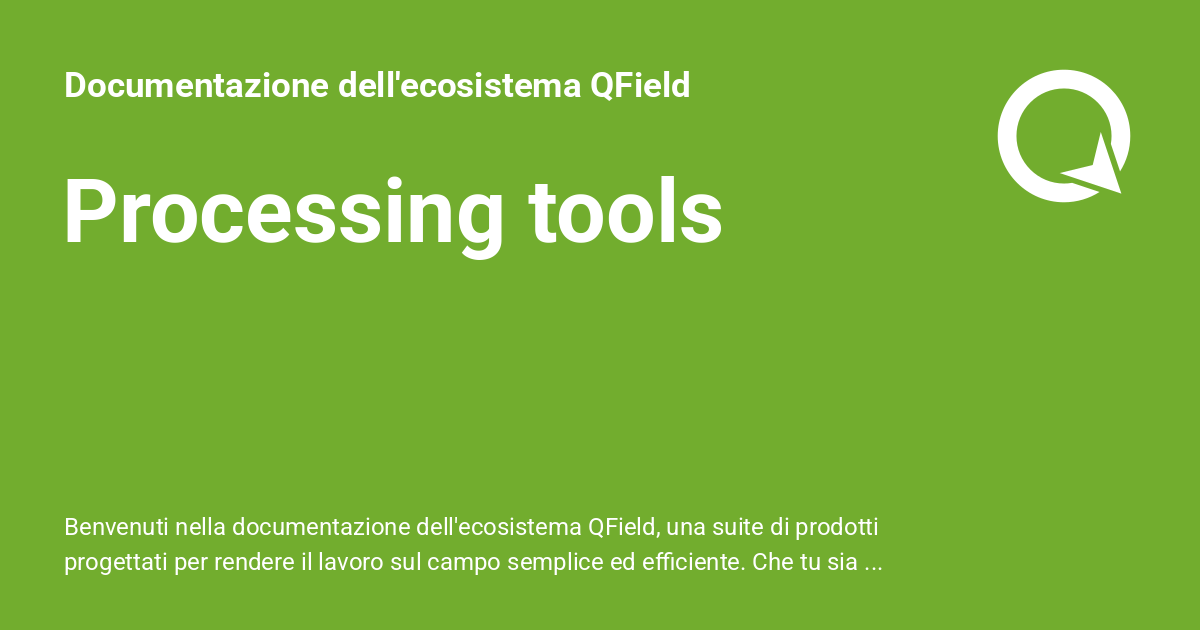 Documentazione dell'ecosistema QField
Processing tools
Benvenuti nella documentazione dell'ecosistema QField, una suite di prodotti
progettati per rendere il lavoro sul campo semplice ed efficiente. Che tu sia ...